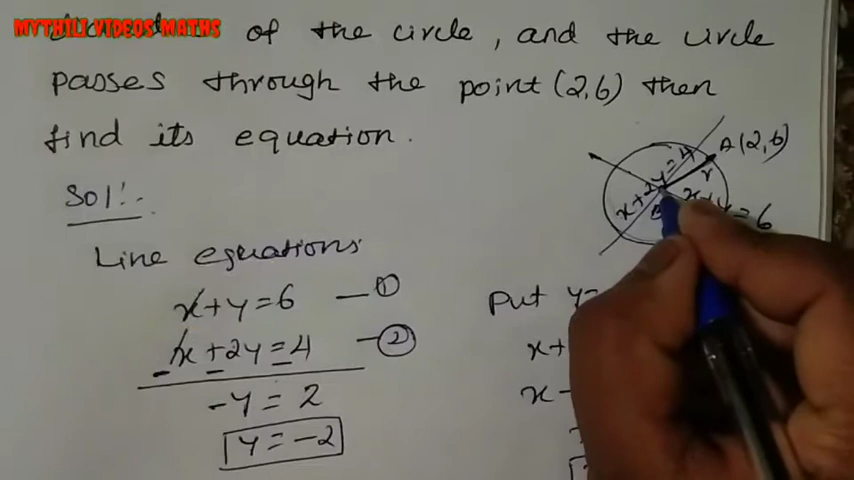 MYTHILI VIDEOS MATHS
of the circle, and the circle
passes through the point (2,6) then
find its equation.
Sol:-
A(2,6)
r
x+2y=4
x+y=6
Line equations
x+y=6 —①
x+2y=4 —②
-y=2
y=-2
Put y=
x+
x-